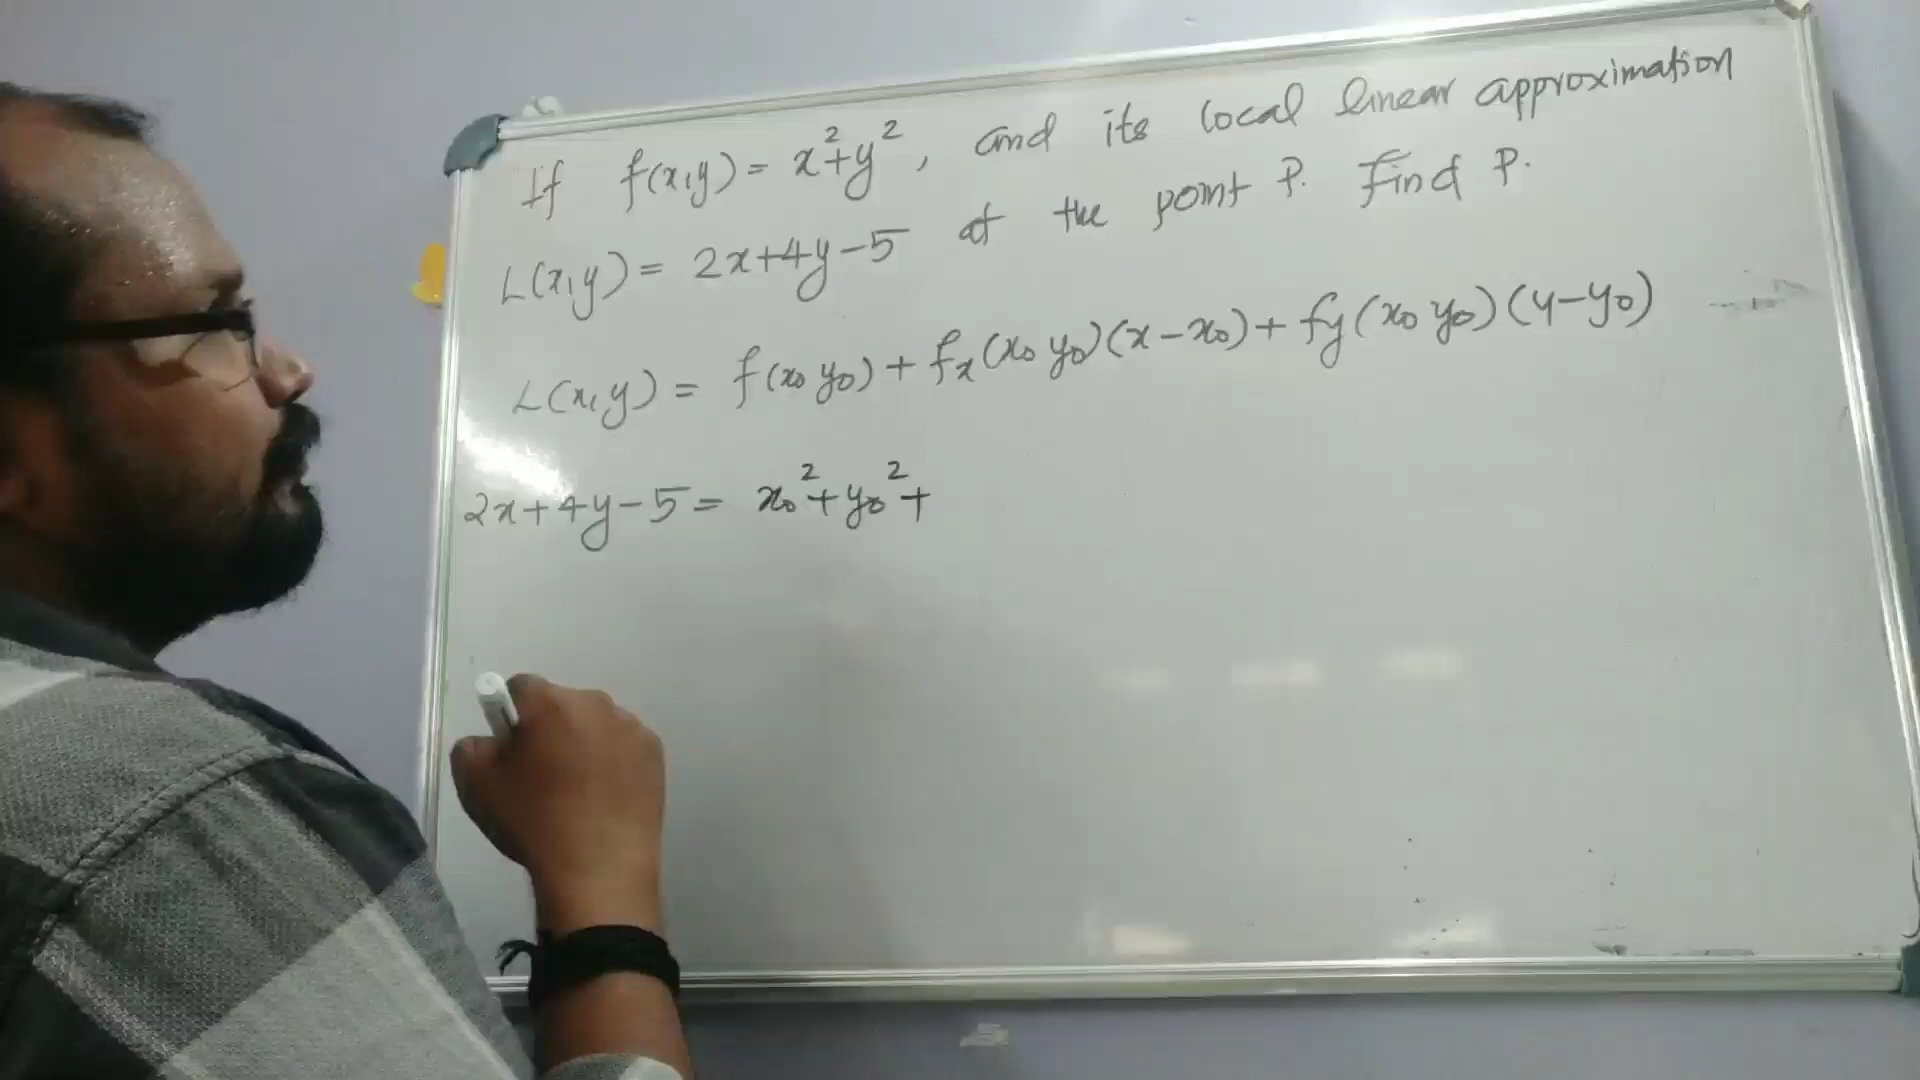 If f(x,y) = x²+y², and its local linear approximation
L(x,y) = 2x+4y-5 at the point P. Find P.
L(x,y) = f(x₀ y₀) + fₓ(x₀ y₀)(x-x₀) + fy(x₀ y₀)(y-y₀)
2x+4y-5 = x₀²+y₀²+